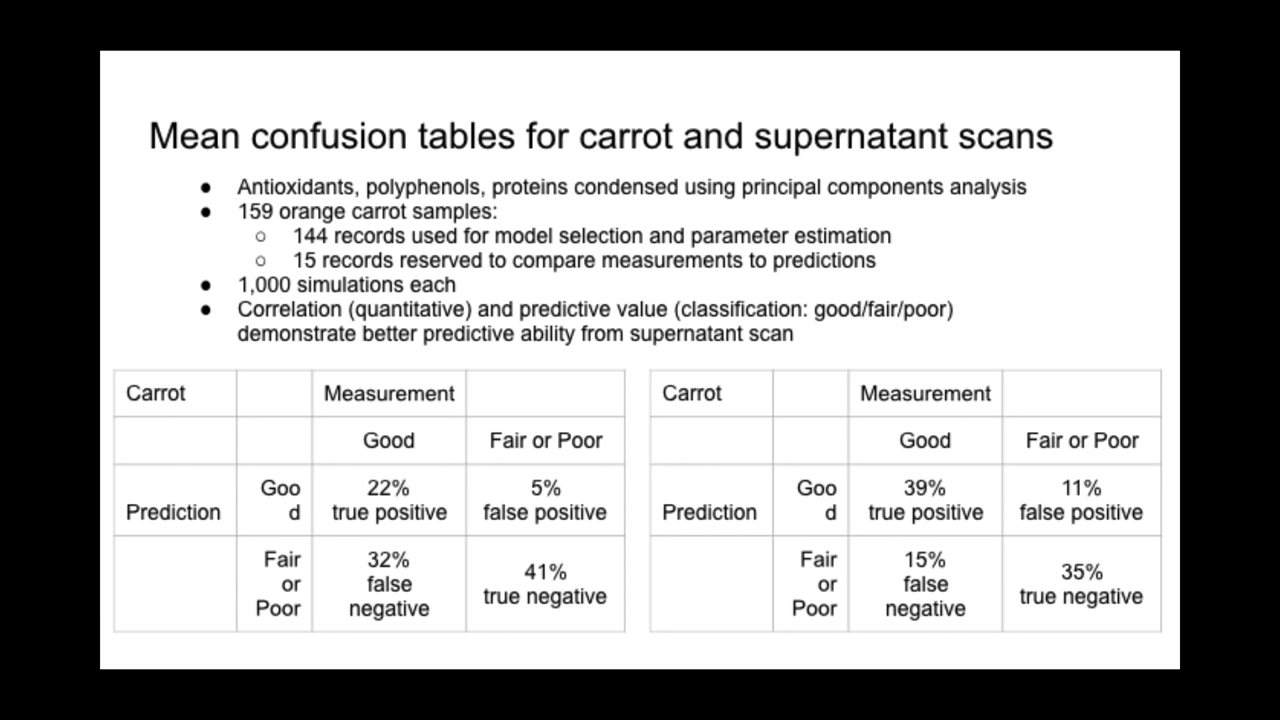 Mean confusion tables for carrot and supernatant scans
● Antioxidants, polyphenols, proteins condensed using principal components analysis
● 159 orange carrot samples:
○ 144 records used for model selection and parameter estimation
○ 15 records reserved to compare measurements to predictions
● 1,000 simulations each
● Correlation (quantitative) and predictive value (classification: good/fair/poor)
demonstrate better predictive ability from supernatant scan
Carrot Measurement
Good Fair or Poor
Prediction
Goo
d
22%
true positive
5%
false positive
Fair
or
Poor
32%
false
negative
41%
true negative
Carrot Measurement
Good Fair or Poor
Prediction
Goo
d
39%
true positive
11%
false positive
Fair
or
Poor
15%
false
negative
35%
true negative